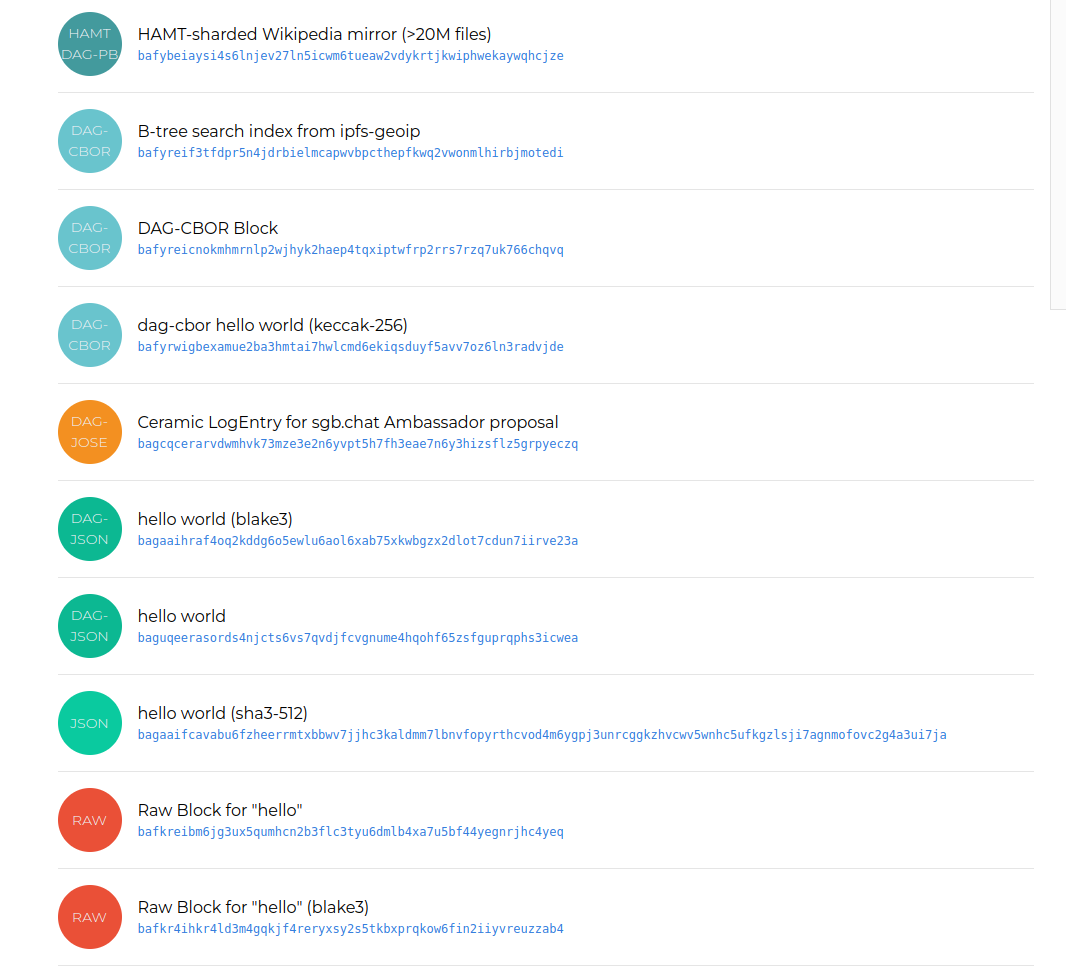 HAMT
DAG-PB
HAMT-sharded Wikipedia mirror (>20M files)
bafybeiaysi4s6lnjev27ln5icwm6tueaw2vdykrtjkwiphwekaywqhcjze
DAG-
CBOR
B-tree search index from ipfs-geoip
bafyreif3tfdpr5n4jdrbielmcapwvbpcthepfkwq2vwonmlhirbjmotedi
DAG-
CBOR
DAG-CBOR Block
bafyreicnokmhmrnlp2wjhyk2haep4tqxiptwfrp2rrs7rzq7uk766chqvq
DAG-
CBOR
dag-cbor hello world (keccak-256)
bafyrwigbexamue2ba3hmtai7hwlcmd6ekiqsduyf5avv7oz6ln3radvjde
DAG-
JOSE
Ceramic LogEntry for sgb.chat Ambassador proposal
bagcqcerarvdwmhvk73mze3e2n6yvpt5h7fh3eae7n6y3hizsflz5grpyeczq
DAG-
JSON
hello world (blake3)
bagaaihraf4oq2kddg6o5ewlu6aol6xab75xkwbgzx2dlot7cdun7iirve23a
DAG-
JSON
hello world
baguqeerasords4njcts6vs7qvdjfcvgnume4hqohf65zsfguprqphs3icwea
JSON
hello world (sha3-512)
bagaaifcavabu6fzheerrmtxbbwv7jjhc3kaldmm7lbnvfopyrthcvod4m6ygpj3unrcggkzhvcwv5wnhc5ufkgzlsji7agnmofovc2g4a3ui7ja
RAW
Raw Block for "hello"
bafkreibm6jg3ux5qumhcn2b3flc3tyu6dmlb4xa7u5bf44yegnrjhc4yeq
RAW
Raw Block for "hello" (blake3)
bafkr4ihkr4ld3m4gqkjf4reryxsy2s5tkbxprqkow6fin2iiyvreuzzab4